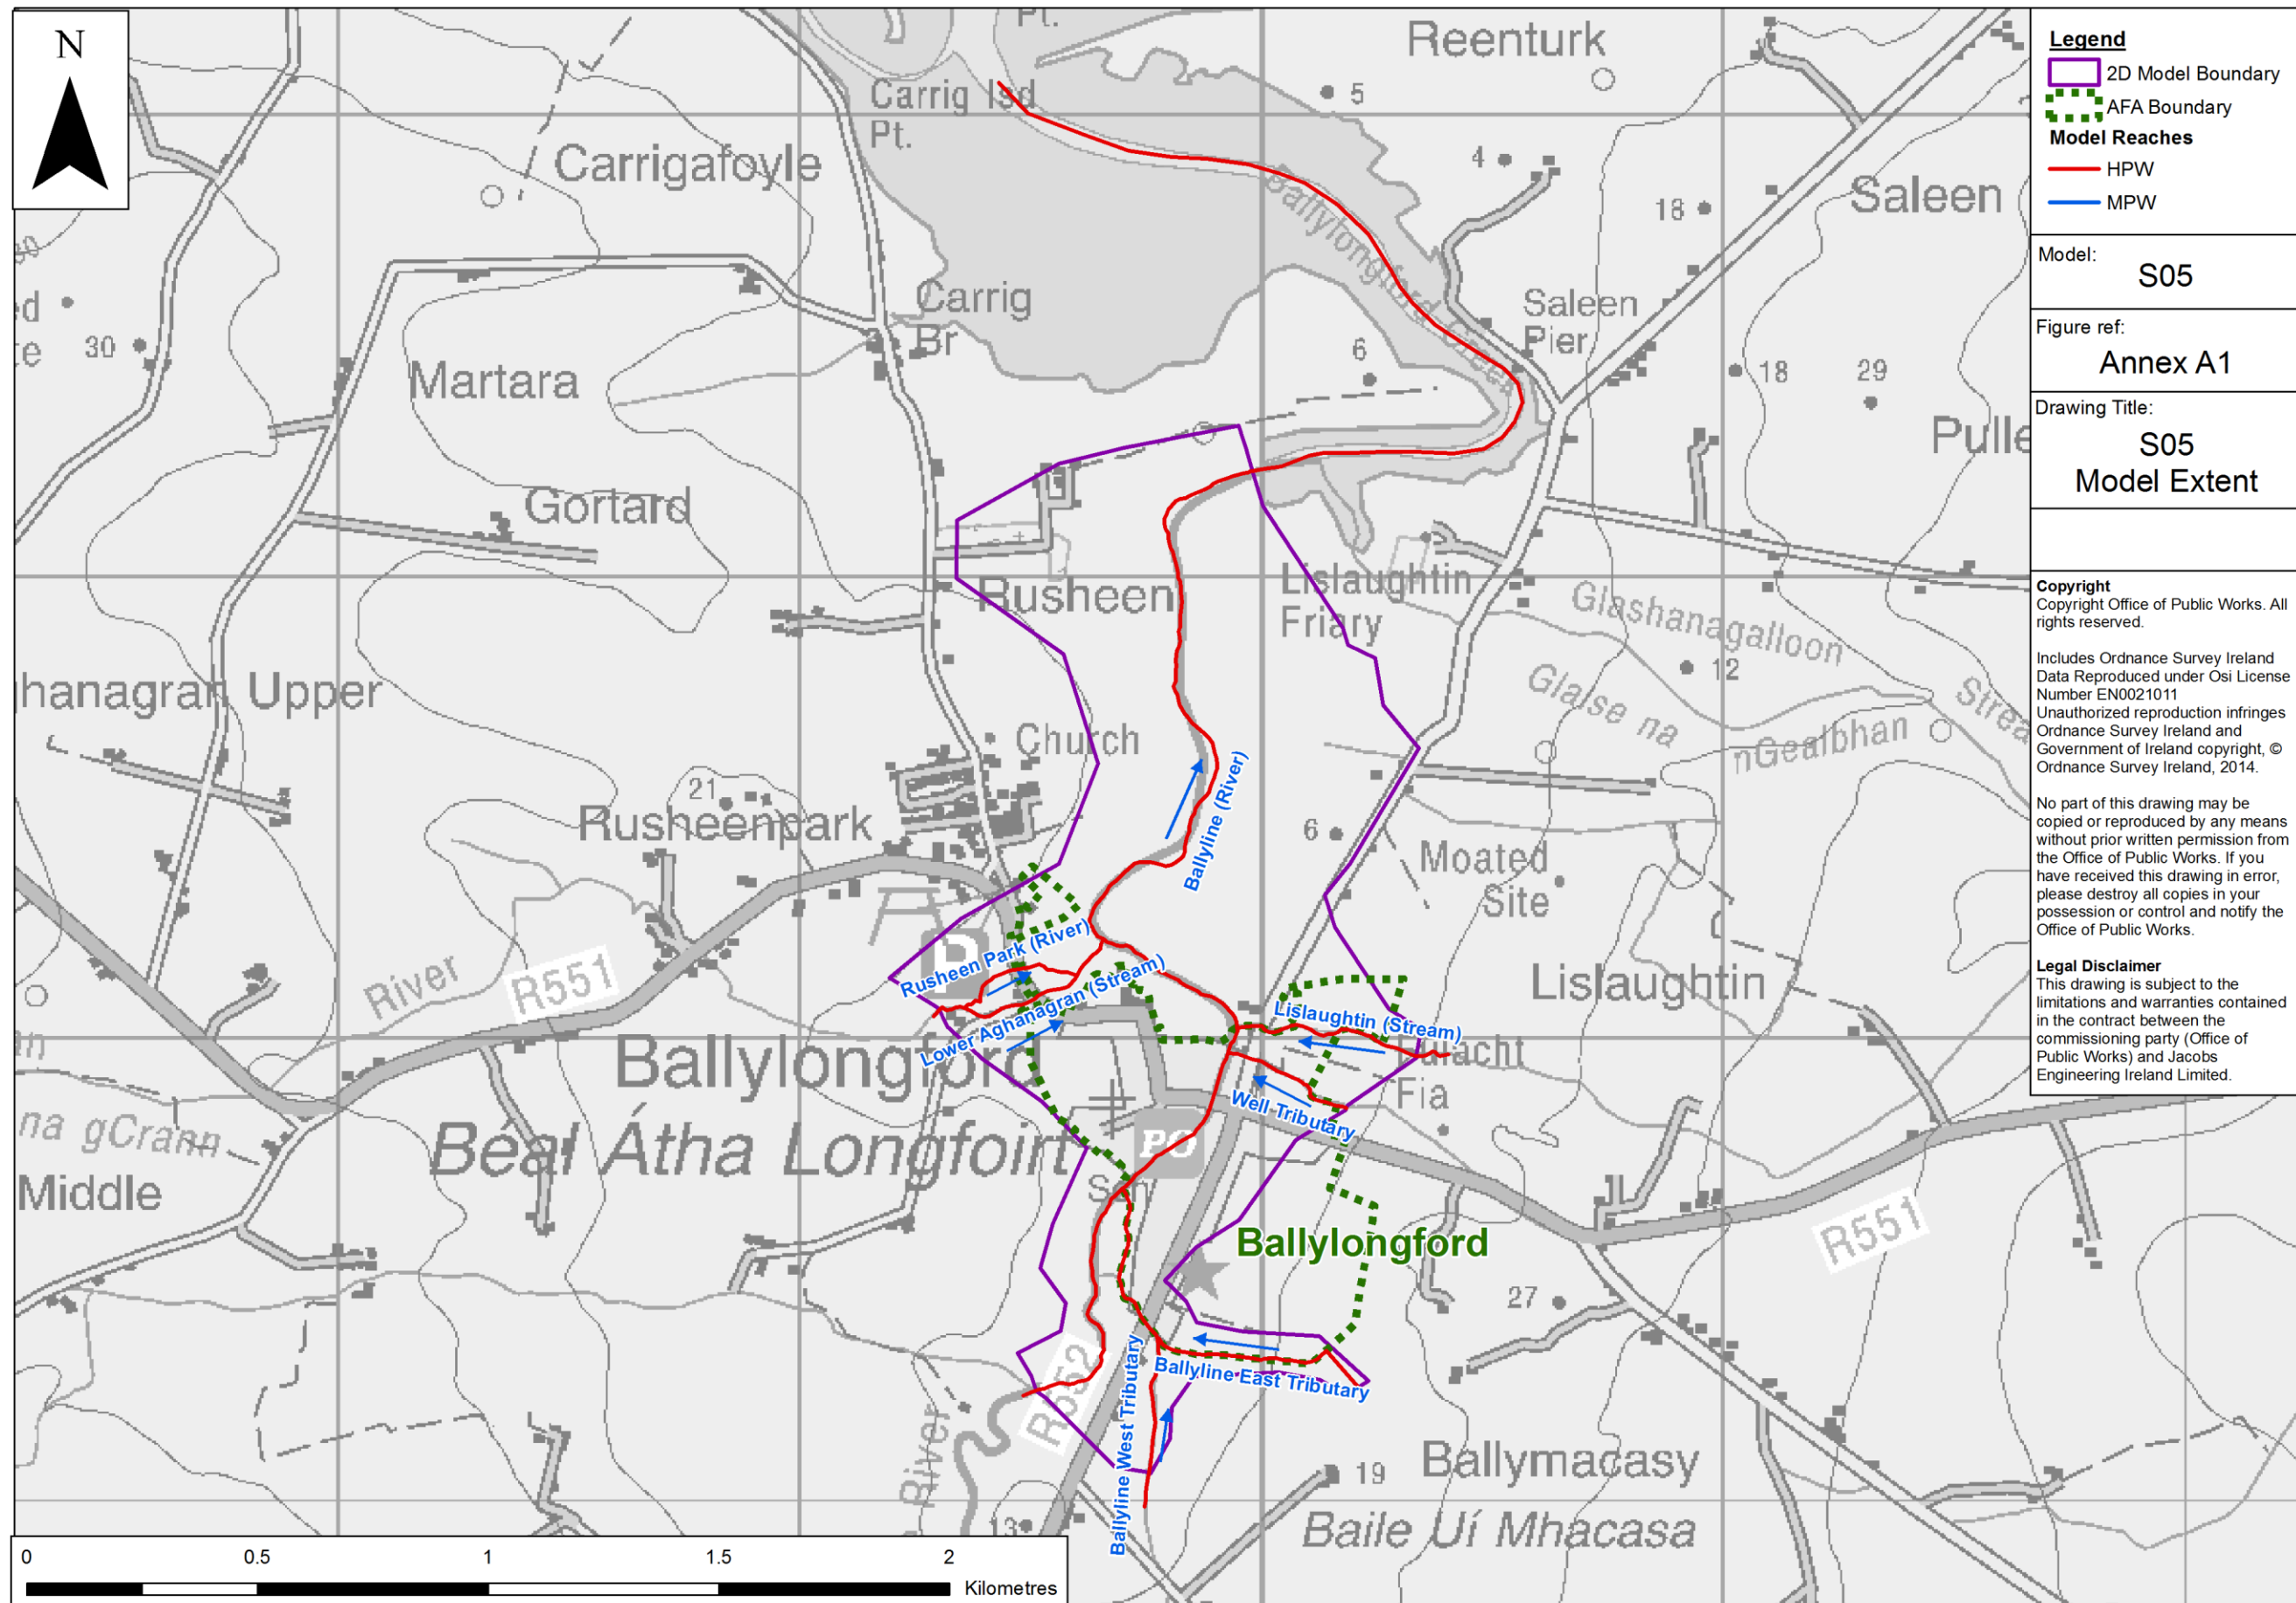 N
Pt.
Reenturk
Carrig Isd
Pt.
5
Carrigafoyle
4
18
Saleen
Ballylongford Creek
Carrig
Br
Saleen
Pier
30
6
18
29
Martara
Pulle
Gortard
Rusheen
Lislaughtin
Friary
Glashanagalloon
12
Glaise na
nGealbhan
Strea
hanagran Upper
Church
21
Rusheenpark
Ballyline (River)
6
Moated
Site
River
R551
P
Rusheen Park (River)
Lower Aghanagran (Stream)
Lislaughtin
Lislaughtin (Stream)
Fulacht
Fia
Ballylongford
Well Tributary
na gCrann
Béal Átha Longfoirt
PO
Middle
Sch
R551
Ballylongford
27
R552
Ballyline East Tributary
Ballyline West Tributary
River
19
Ballymacasy
Baile Uí Mhacasa
13
0 0.5 1 1.5 2
Kilometres
Legend
2D Model Boundary
AFA Boundary
Model Reaches
HPW
MPW
Model:
S05
Figure ref:
Annex A1
Drawing Title:
S05
Model Extent
Copyright
Copyright Office of Public Works. All
rights reserved.
Includes Ordnance Survey Ireland
Data Reproduced under Osi License
Number EN0021011
Unauthorized reproduction infringes
Ordnance Survey Ireland and
Government of Ireland copyright, ©
Ordnance Survey Ireland, 2014.
No part of this drawing may be
copied or reproduced by any means
without prior written permission from
the Office of Public Works. If you
have received this drawing in error,
please destroy all copies in your
possession or control and notify the
Office of Public Works.
Legal Disclaimer
This drawing is subject to the
limitations and warranties contained
in the contract between the
commissioning party (Office of
Public Works) and Jacobs
Engineering Ireland Limited.